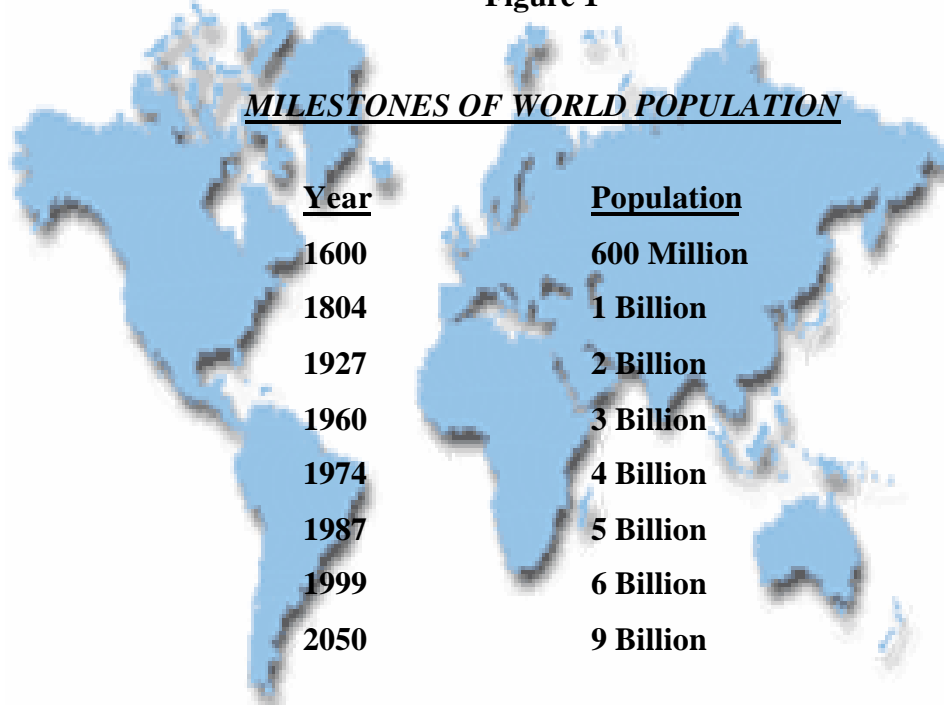 Figure 1
MILESTONES OF WORLD POPULATION
Year Population
1600 600 Million
1804 1 Billion
1927 2 Billion
1960 3 Billion
1974 4 Billion
1987 5 Billion
1999 6 Billion
2050 9 Billion